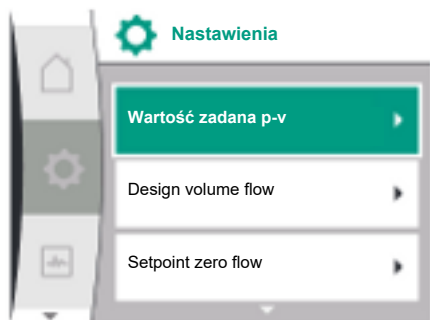 Nastawienia
Wartość zadana p-v
Design volume flow
Setpoint zero flow